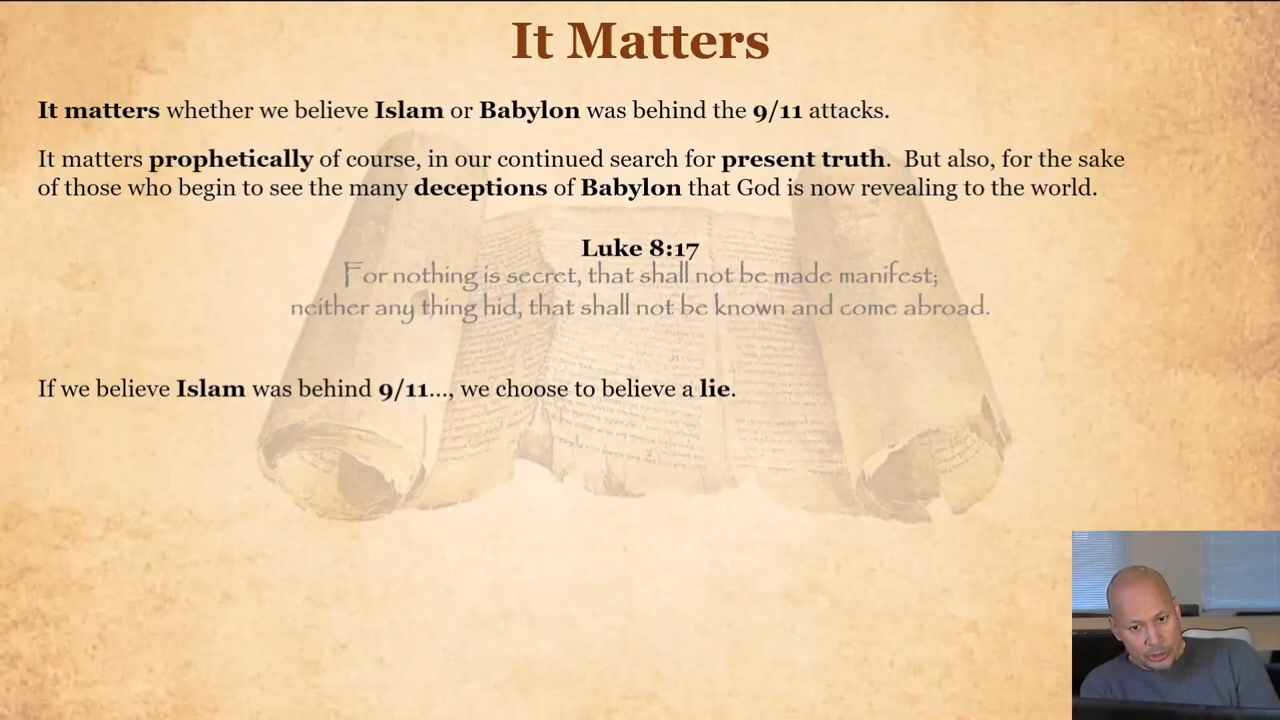 It Matters
It matters whether we believe Islam or Babylon was behind the 9/11 attacks.
It matters prophetically of course, in our continued search for present truth.  But also, for the sake
of those who begin to see the many deceptions of Babylon that God is now revealing to the world.
Luke 8:17
For nothing is secret, that shall not be made manifest;
neither any thing hid, that shall not be known and come abroad.
If we believe Islam was behind 9/11..., we choose to believe a lie.